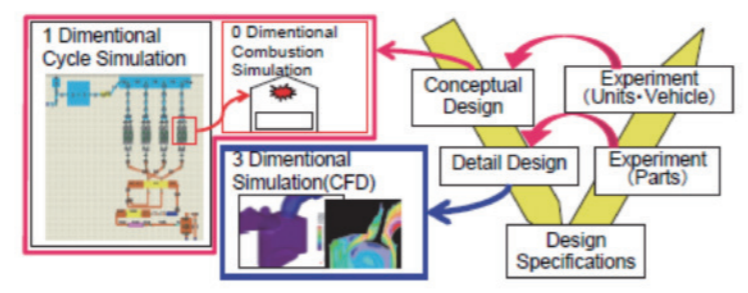 1 Dimentional
Cycle Simulation
0 Dimentional
Combustion
Simulation
3 Dimentional
Simulation(CFD)
Conceptual
Design
Experiment
(Units・Vehicle)
Detail Design
Experiment
(Parts)
Design
Specifications